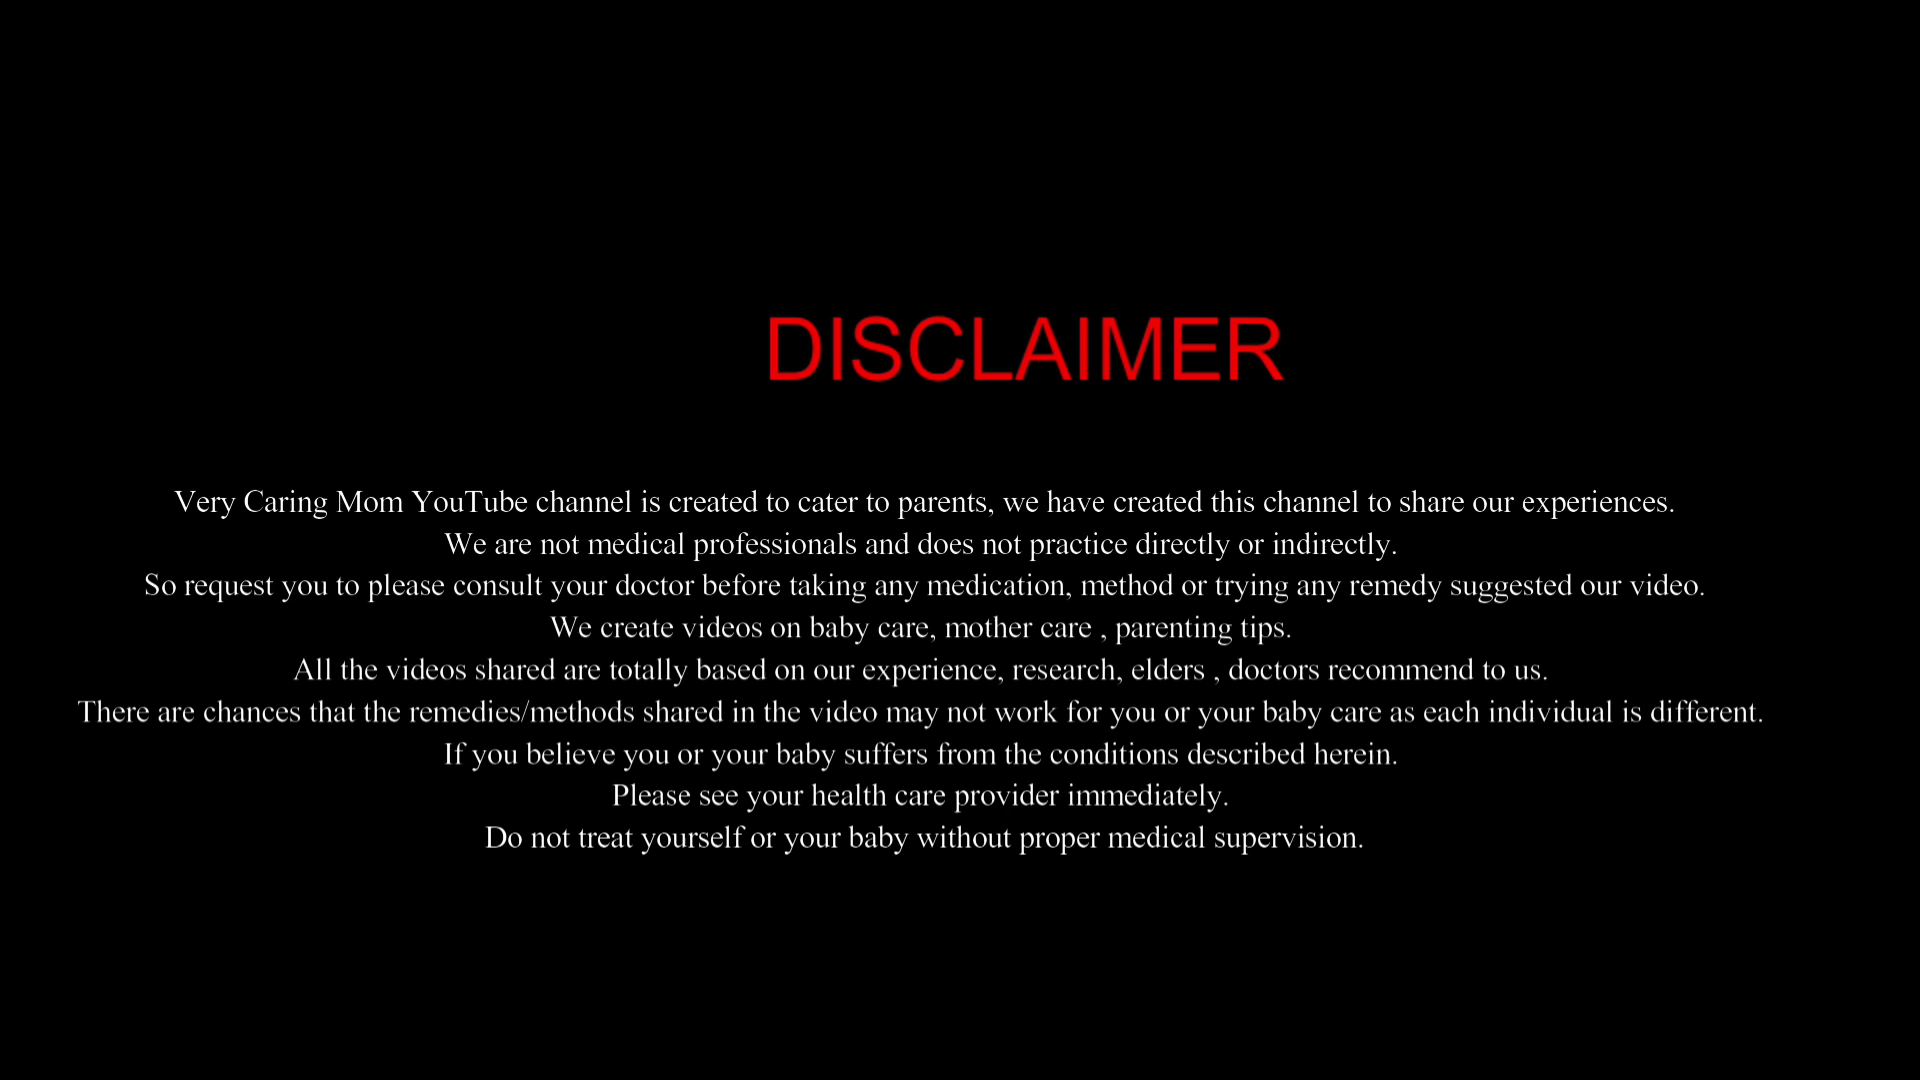 DISCLAIMER
Very Caring Mom YouTube channel is created to cater to parents, we have created this channel to share our experiences.
We are not medical professionals and does not practice directly or indirectly.
So request you to please consult your doctor before taking any medication, method or trying any remedy suggested our video.
We create videos on baby care, mother care , parenting tips.
All the videos shared are totally based on our experience, research, elders , doctors recommend to us.
There are chances that the remedies/methods shared in the video may not work for you or your baby care as each individual is different.
If you believe you or your baby suffers from the conditions described herein.
Please see your health care provider immediately.
Do not treat yourself or your baby without proper medical supervision.